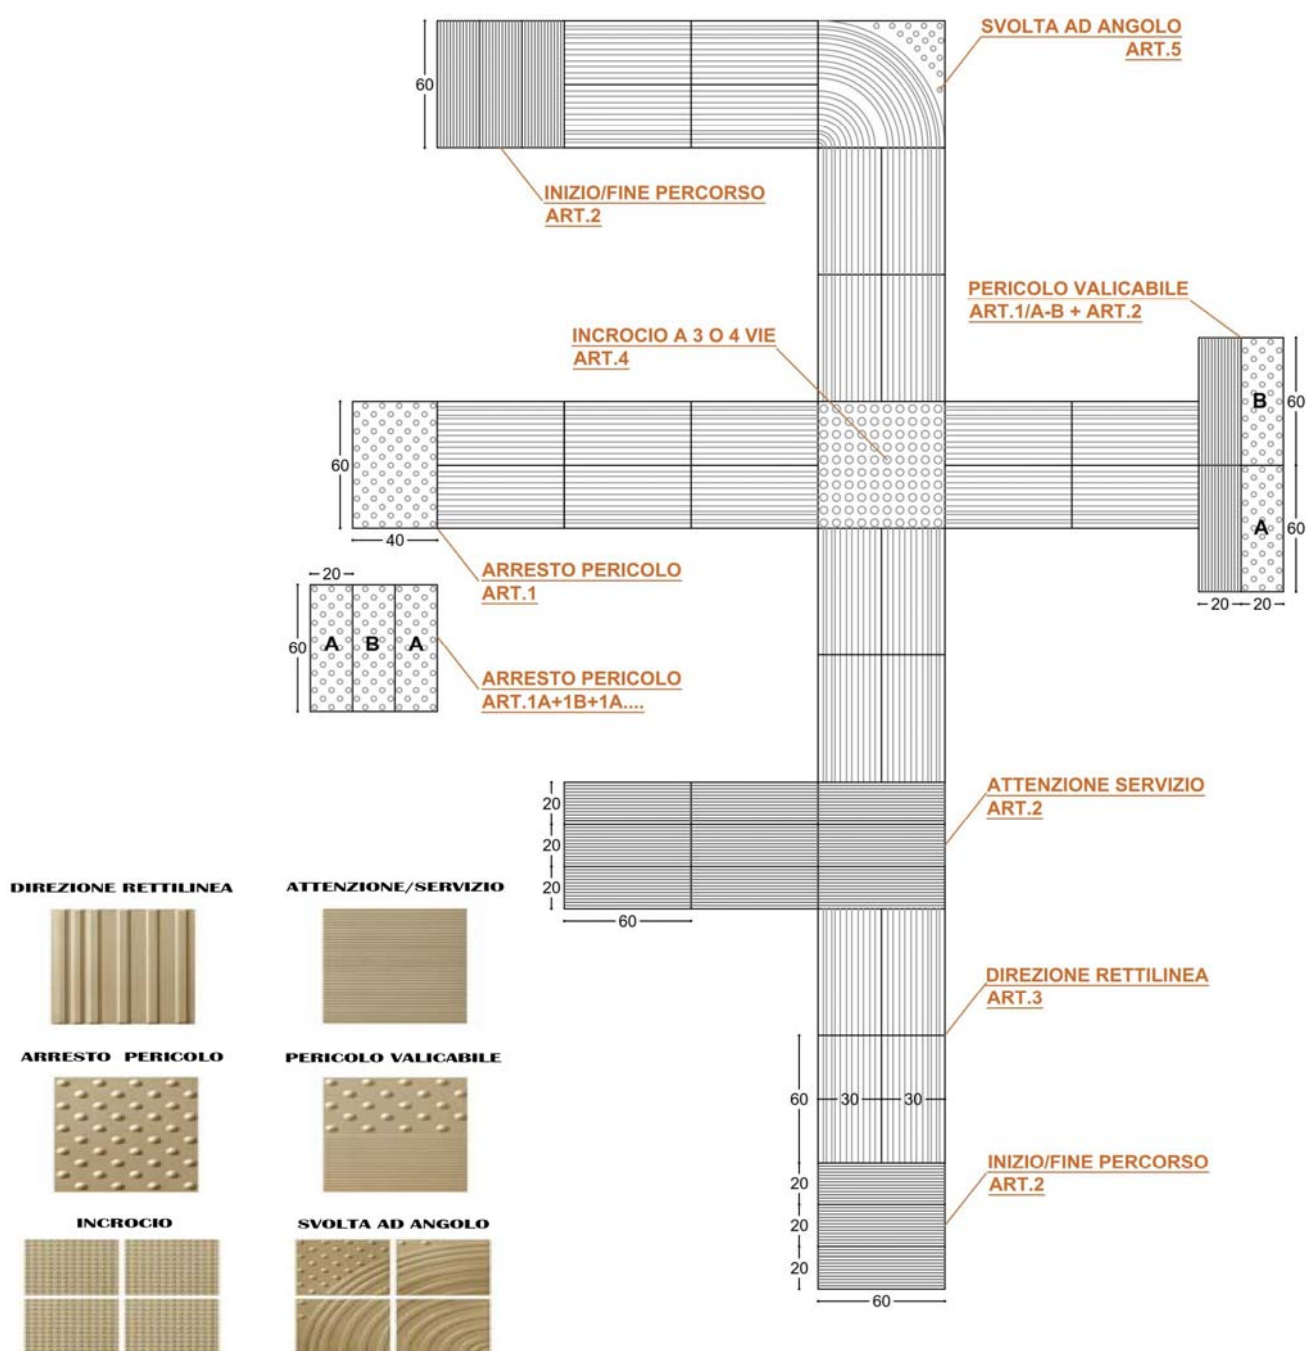 SVOLTA AD ANGOLO
ART.5
60
INIZIO/FINE PERCORSO
ART.2
PERICOLO VALICABILE
ART.1/A-B + ART.2
INCROCIO A 3 O 4 VIE
ART.4
B
60
60
A
60
40
20
20
ARRESTO PERICOLO
ART.1
20
60
A B A
ARRESTO PERICOLO
ART.1A+1B+1A....
ATTENZIONE SERVIZIO
ART.2
20
20
20
60
DIREZIONE RETTILINEA
ATTENZIONE/SERVIZIO
DIREZIONE RETTILINEA
ART.3
ARRESTO PERICOLO
PERICOLO VALICABILE
60
30
30
INIZIO/FINE PERCORSO
ART.2
20
20
20
60
INCROCIO
SVOLTA AD ANGOLO